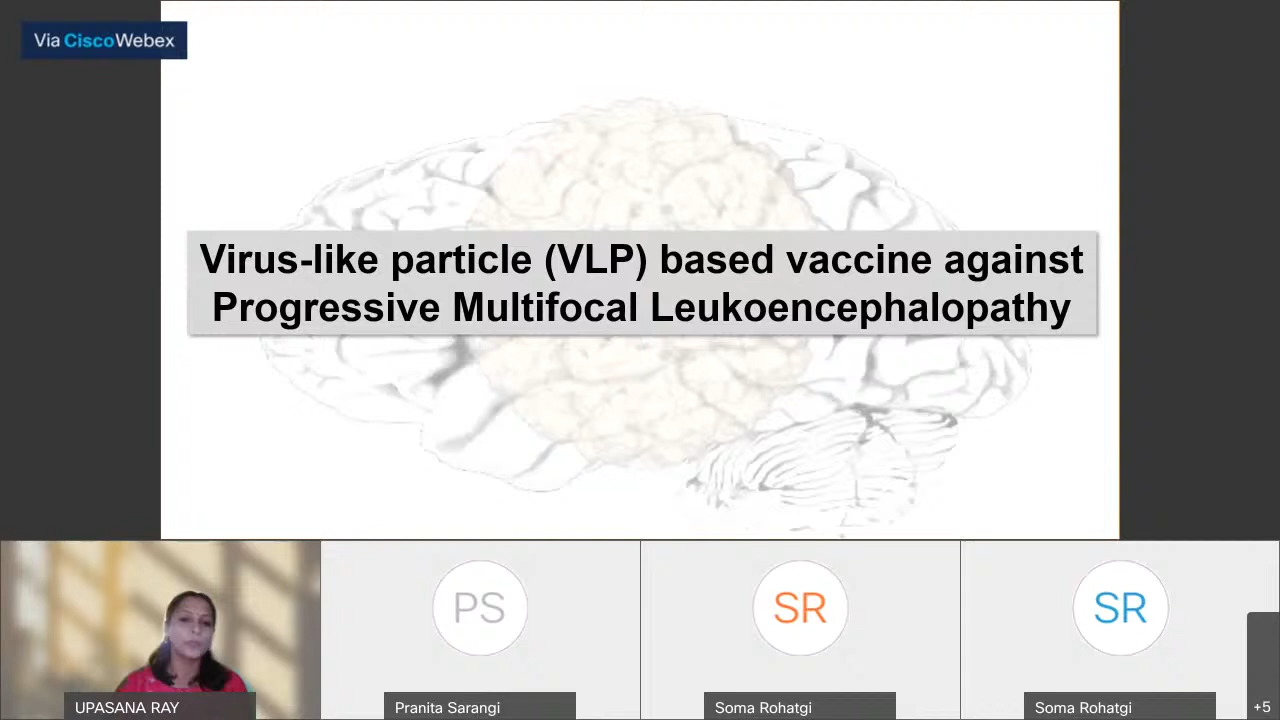 Via CiscoWebex
Virus-like particle (VLP) based vaccine against
Progressive Multifocal Leukoencephalopathy
PS
SR
SR
UPASANA RAY
Pranita Sarangi
Soma Rohatgi
Soma Rohatgi
+5